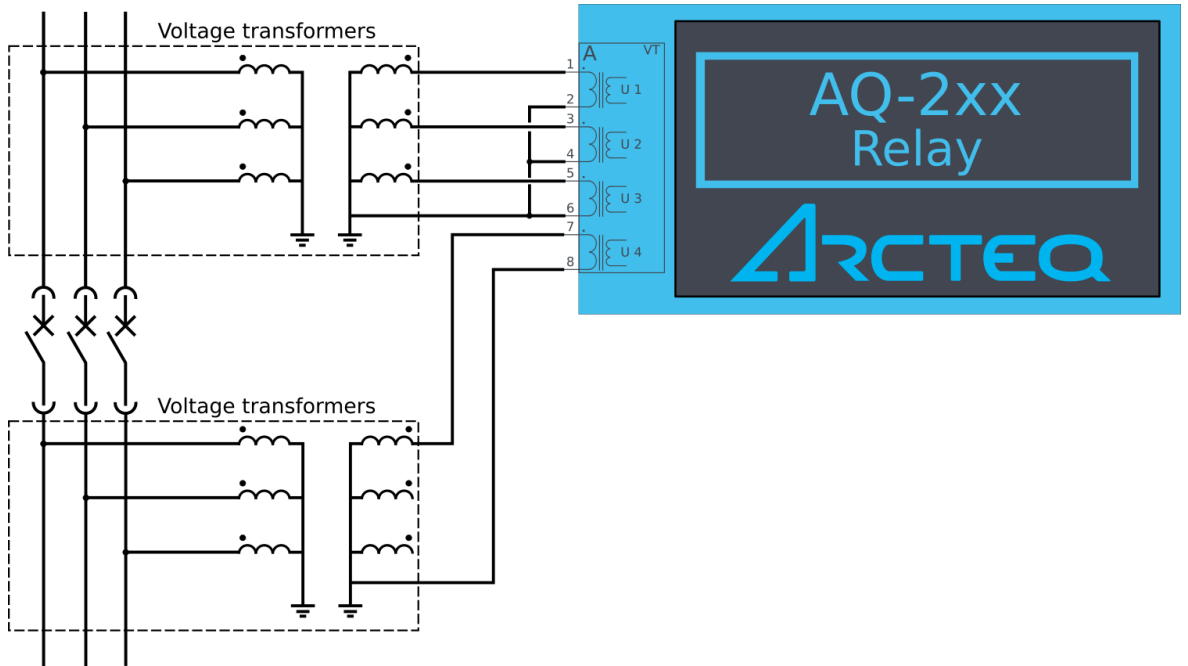 Voltage transformers
A
VT
1
2
U 1
3
4
U 2
5
6
U 3
7
8
U 4
AQ-2xx
Relay
ARCTEQ
Voltage transformers